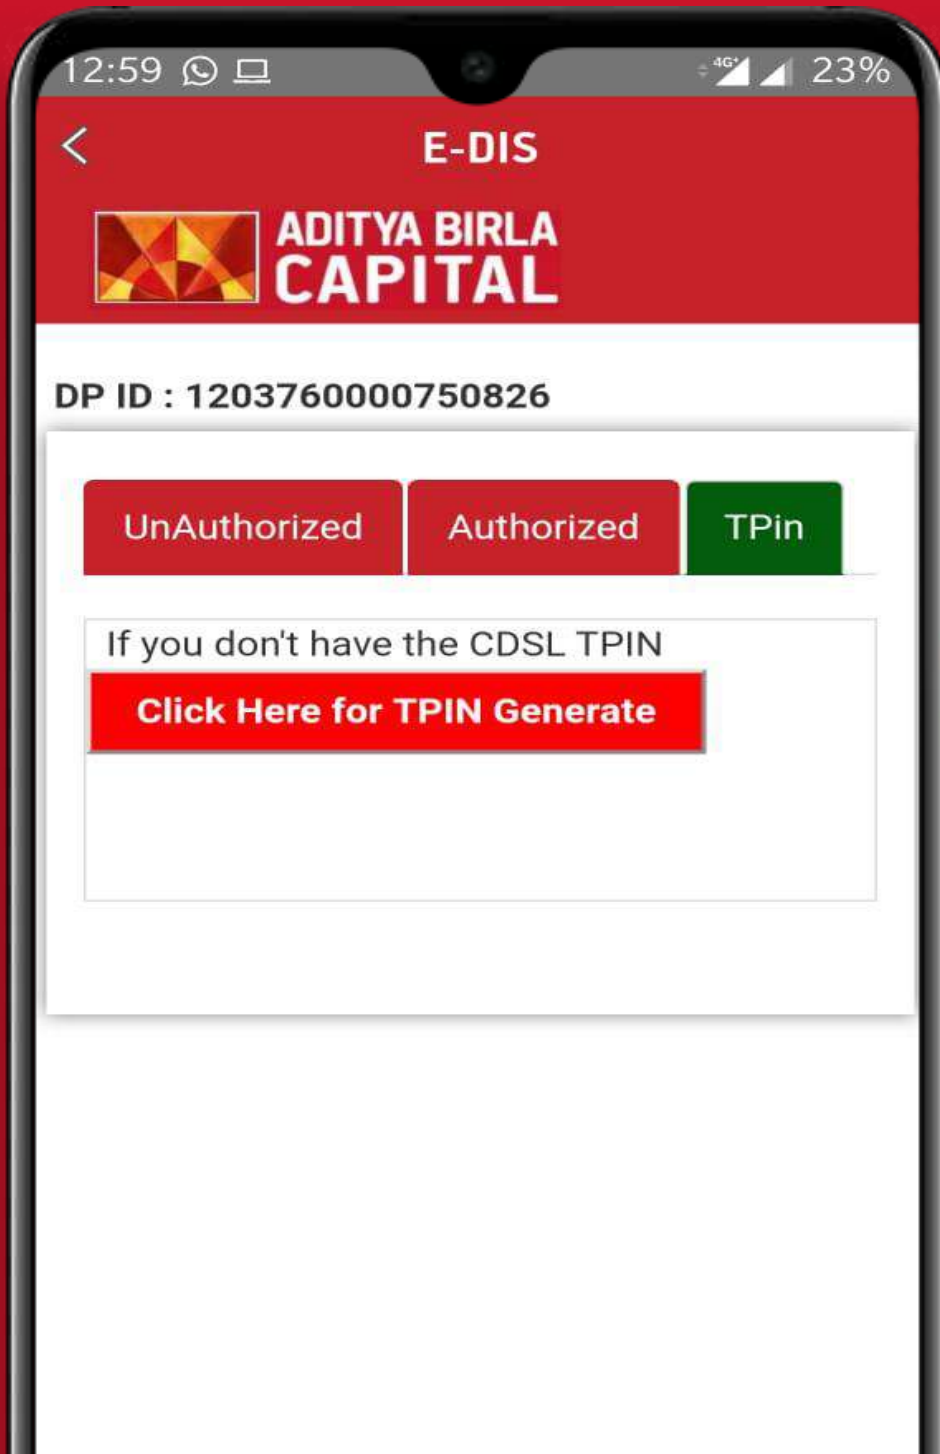 12:59 4G+ 23%
E-DIS
ADITYA BIRLA
CAPITAL
DP ID : 1203760000750826
UnAuthorized Authorized TPin
If you don't have the CDSL TPIN
Click Here for TPIN Generate